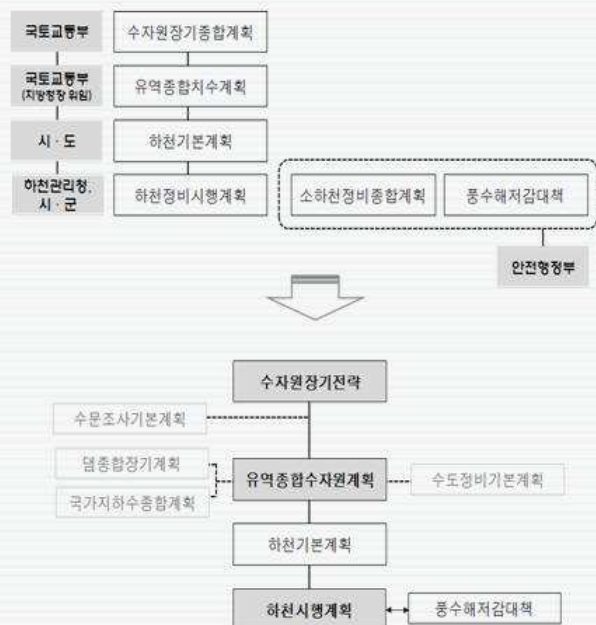 국토교통부
수자원장기종합계획
국토교통부
(지방청장 위임)
유역종합치수계획
시 · 도
하천기본계획
하천관리청,
시 · 군
하천정비시행계획
소하천정비종합계획
풍수해저감대책
안전행정부
수자원장기전략
수문조사기본계획
댐종합장기계획
유역종합수자원계획
수도정비기본계획
국가지하수종합계획
하천기본계획
하천시행계획
풍수해저감대책